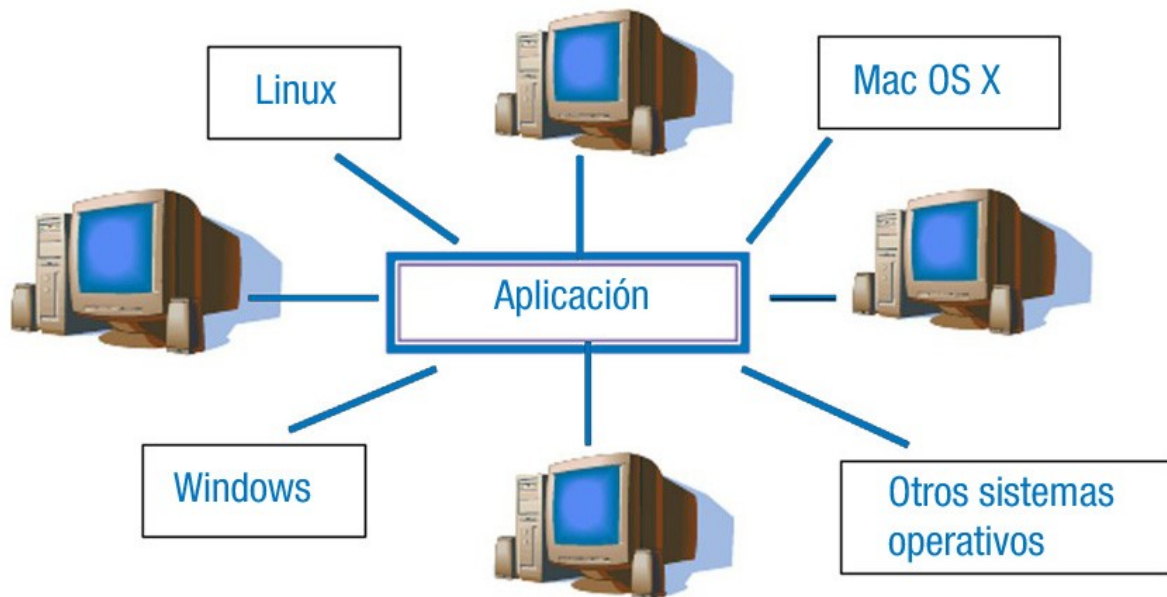 Linux
Mac OS X
Aplicación
Windows
Otros sistemas
operativos